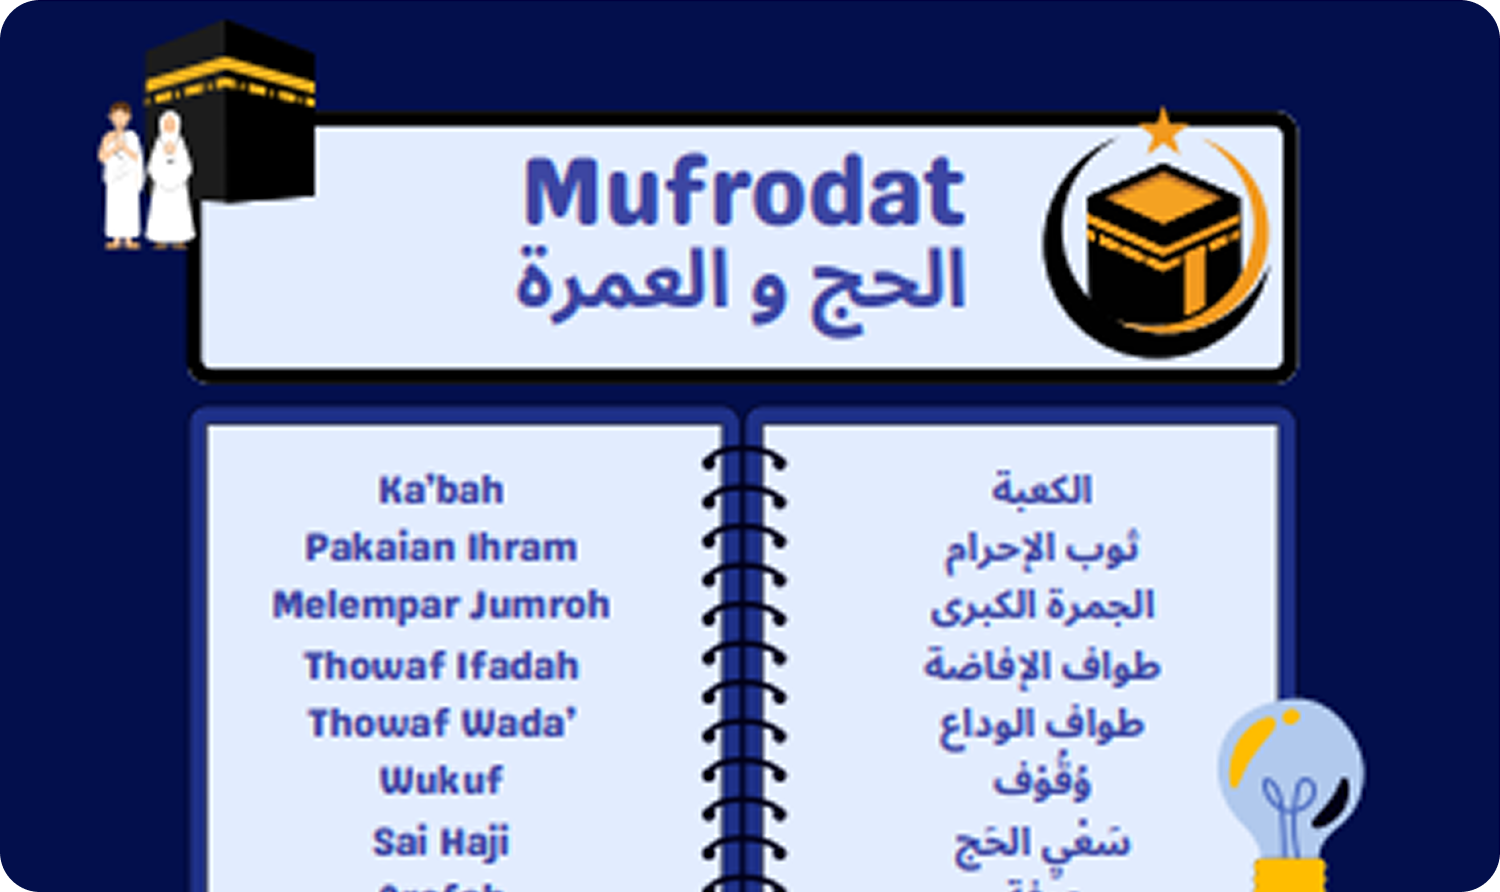 Mufrodat
الحج و العمرة
Ka'bah
الكعبة
Pakaian Ihram
ثوب الإحرام
Melempar Jumroh
الجمرة الكبرى
Thowaf Ifadah
طواف الإفاضة
Thowaf Wada'
طواف الوداع
Wukuf
وُقُوْف
Sai Haji
سَعْيِ الحَج